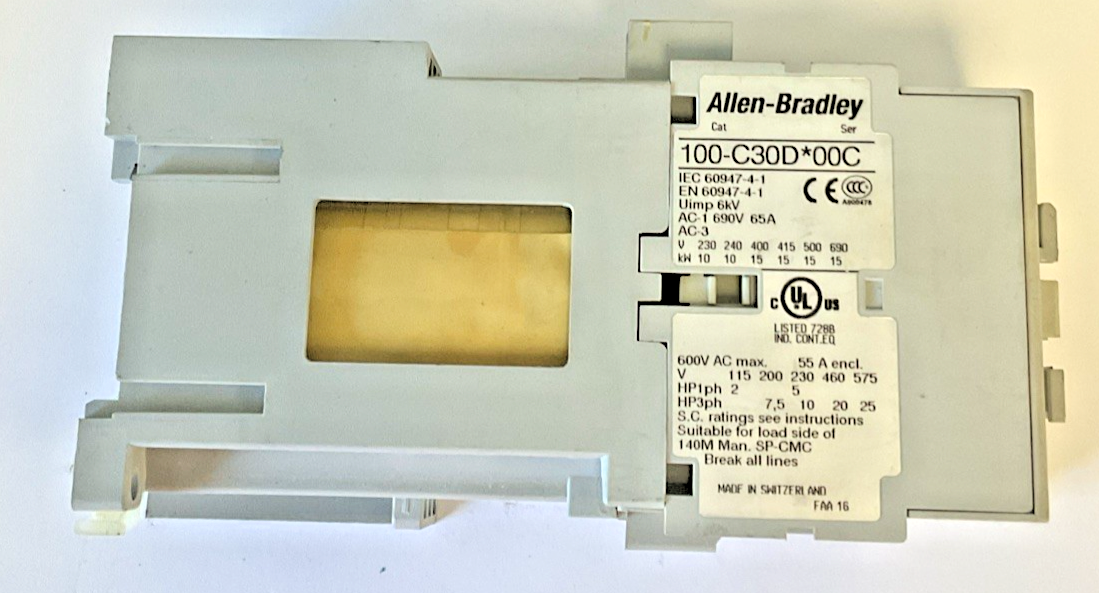 Allen-Bradley
Cat Ser
100-C30D*00C
IEC 60947-4-1
EN 60947-4-1
Uimp 6kV
AC-1 690V 65A
AC-3
CE CCC
A900478
V 230 240 400 415 500 690
kW 10 10 15 15 15 15
C UL US
LISTED 728B
IND. CONT.EQ.
600V AC max. 55 A encl.
V 115 200 230 460 575
HP1ph 2 5
HP3ph 7,5 10 20 25
S.C. ratings see instructions
Suitable for load side of
140M Man. SP-CMC
Break all lines
MADE IN SWITZERLAND
FAA 16